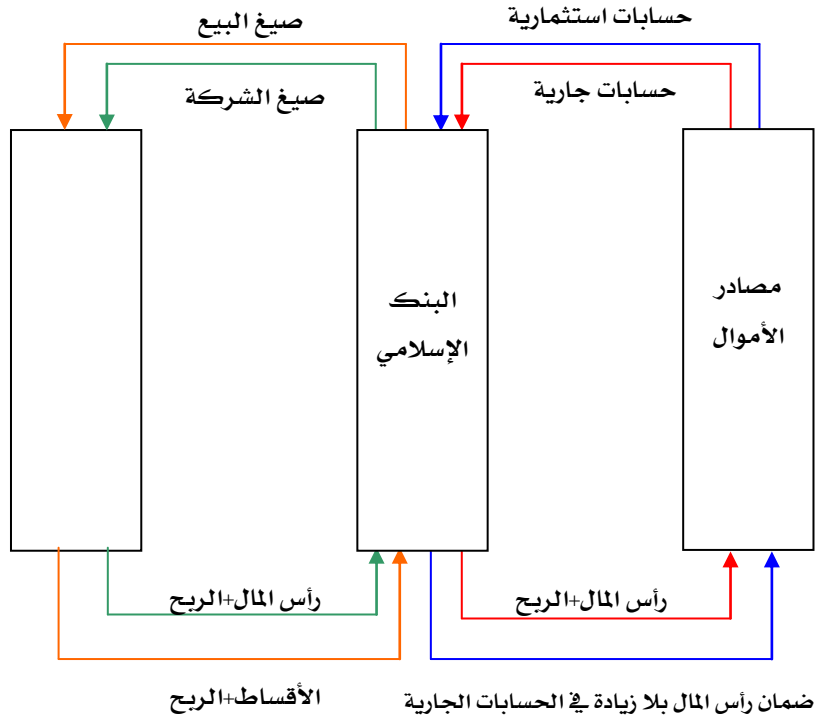 حسابات استثمارية
صيغ البيع
حسابات جارية
صيغ الشركة
مصادر
الأموال
البنك
الإسلامي
رأس المال+الربح
رأس المال+الربح
ضمان رأس المال بلا زيادة في الحسابات الجارية
الأقساط+الربح